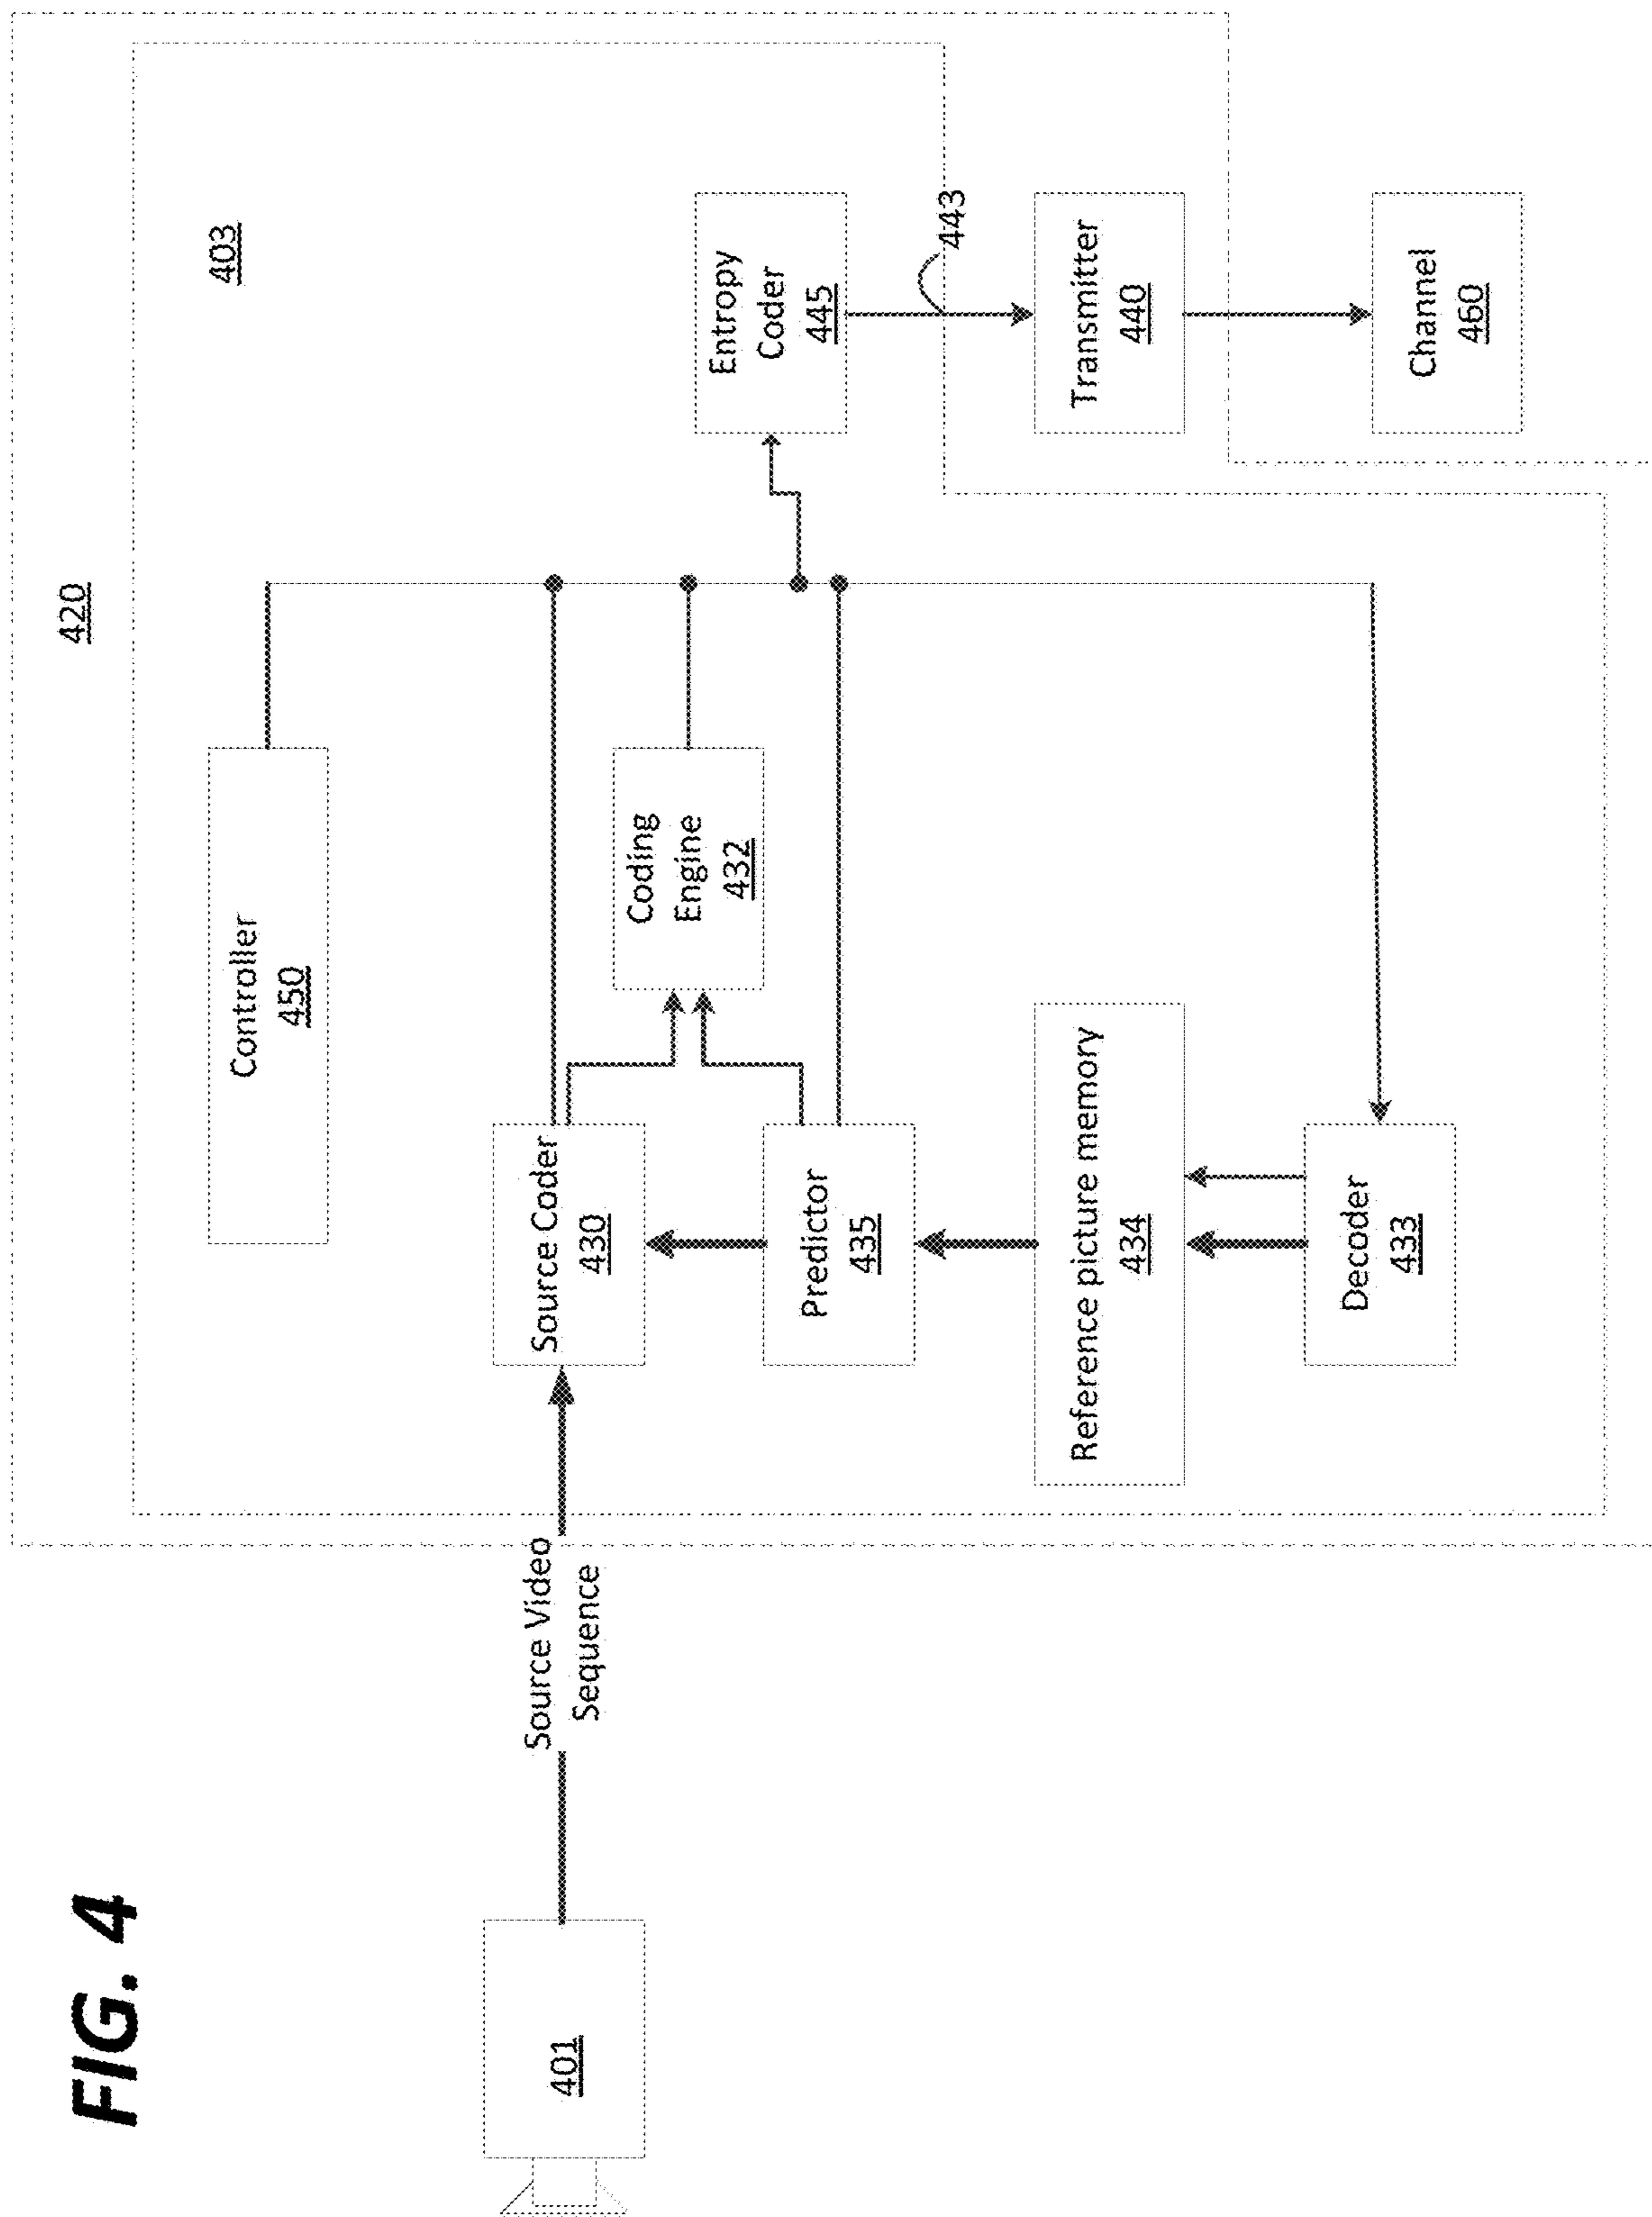 FIG. 4
420
403
401
Source Video
Sequence
Controller
450
Source Coder
430
Coding
Engine
432
Predictor
435
Reference picture memory
434
Decoder
433
Entropy
Coder
445
443
Transmitter
440
Channel
460